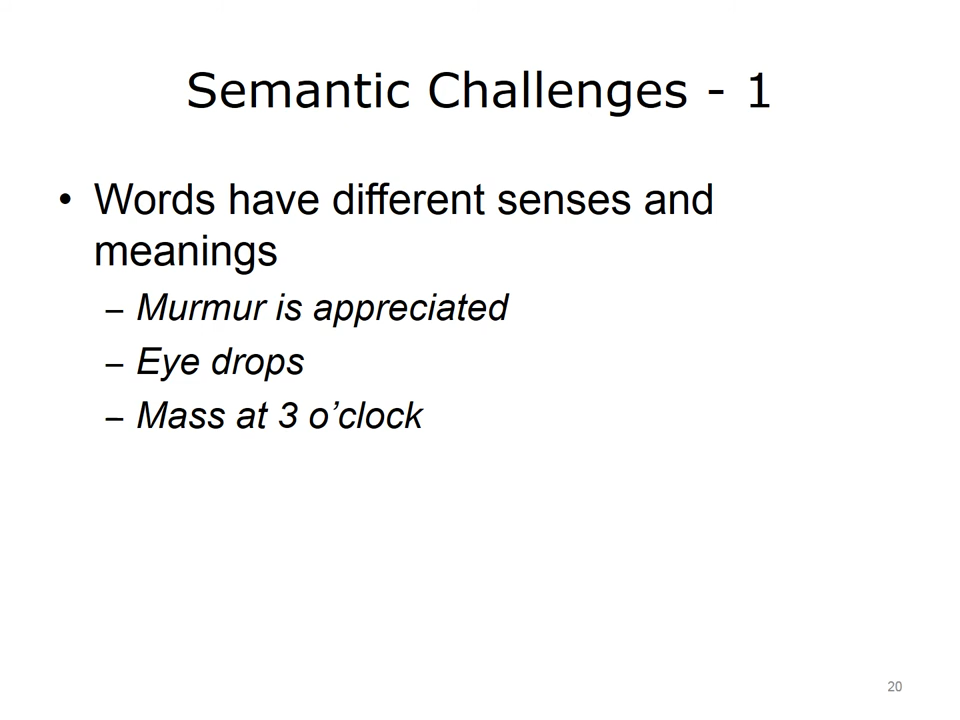 Semantic Challenges - 1
• Words have different senses and
meanings
– Murmur is appreciated
– Eye drops
– Mass at 3 o’clock
20